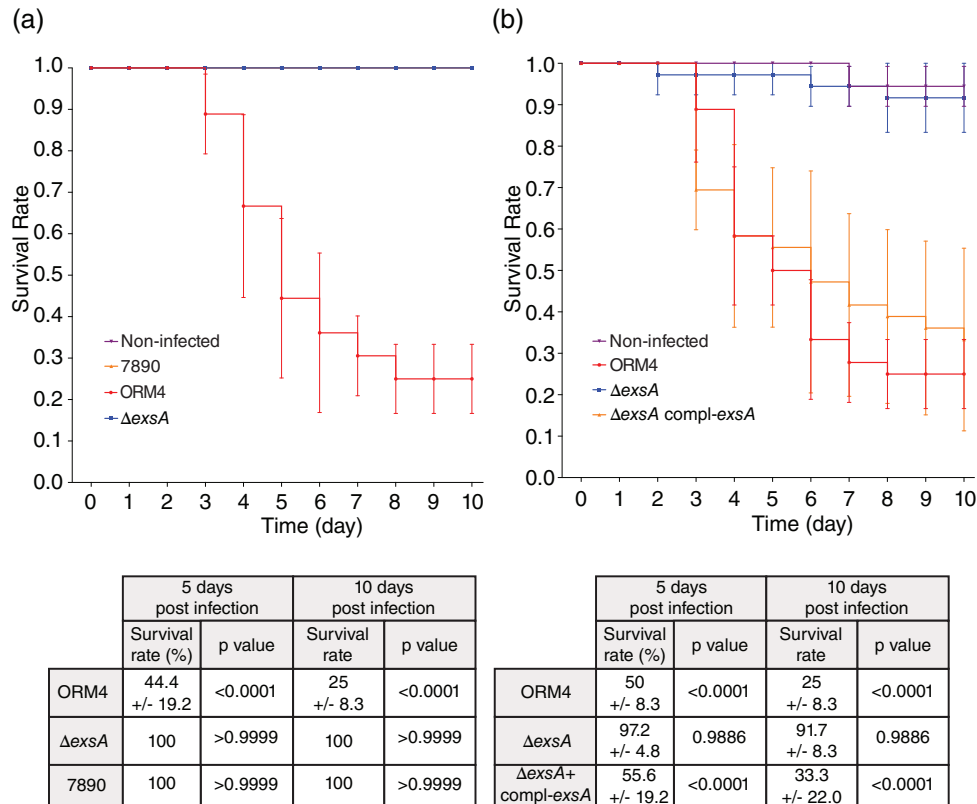 (a)
Survival Rate
1.0
0.9
0.8
0.7
0.6
0.5
0.4
0.3
0.2
0.1
0.0
Non-infected
7890
ORM4
ΔexsA
0 1 2 3 4 5 6 7 8 9 10
Time (day)
(b)
Survival Rate
1.0
0.9
0.8
0.7
0.6
0.5
0.4
0.3
0.2
0.1
0.0
Non-infected
ORM4
ΔexsA
ΔexsA compl-exsA
0 1 2 3 4 5 6 7 8 9 10
Time (day)
5 days
post infection
10 days
post infection
Survival
rate (%)
p value
Survival
rate
p value
ORM4
44.4
+/- 19.2
<0.0001
25
+/- 8.3
<0.0001
ΔexsA
100
>0.9999
100
>0.9999
7890
100
>0.9999
100
>0.9999
5 days
post infection
10 days
post infection
Survival
rate (%)
p value
Survival
rate
p value
ORM4
50
+/- 8.3
<0.0001
25
+/- 8.3
<0.0001
ΔexsA
97.2
+/- 4.8
0.9886
91.7
+/- 8.3
0.9886
ΔexsA+
compl-exsA
55.6
+/- 19.2
<0.0001
33.3
+/- 22.0
<0.0001